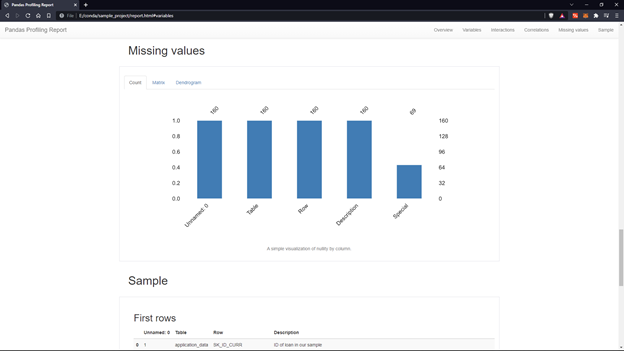 Pandas Profiling Report
File | E:/conda/sample_project/report.html#variables
Pandas Profiling Report Overview Variables Interactions Correlations Missing values Sample
Missing values
Count Matrix Dendrogram
160 160 160 160 69
1.0 160
0.8 128
0.6 96
0.4 64
0.2 32
0.0 0
Unnamed: 0 Table Row Description Special
A simple visualization of nullity by column.
Sample
First rows
Unnamed: 0 Table Row Description
0 1 application_data SK_ID_CURR ID of loan in our sample